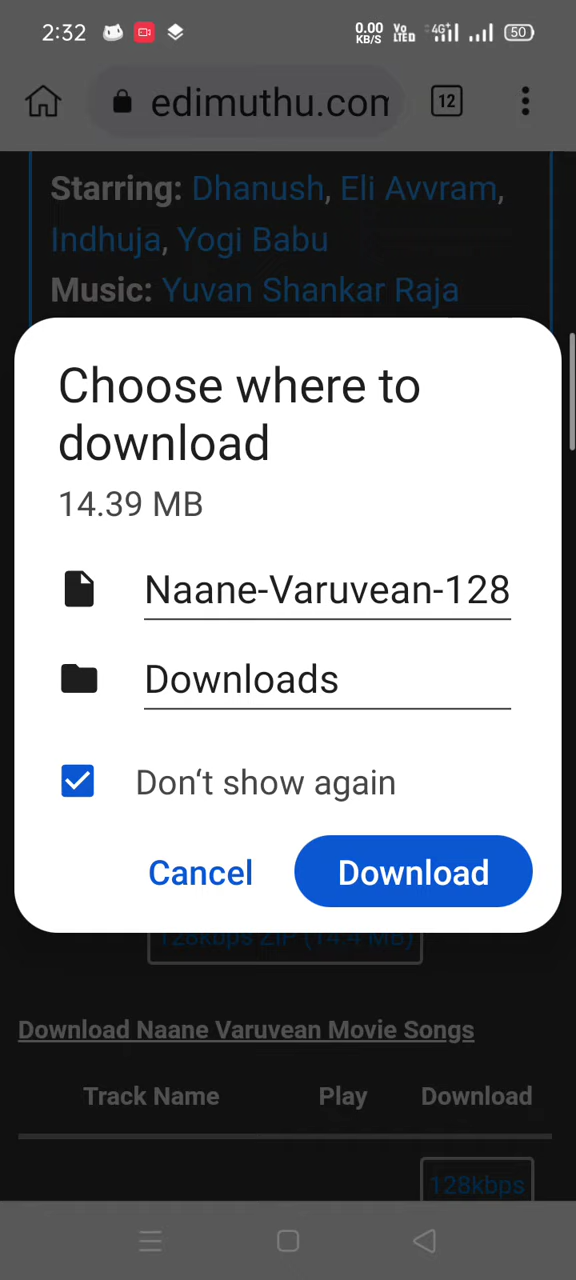 2:32 0.00 KB/S Vo LTED 4G+ 50
edimuthu.con 12
Starring: Dhanush, Eli Avvram,
Indhuja, Yogi Babu
Music: Yuvan Shankar Raja
Choose where to
download
14.39 MB
Naane-Varuvean-128
Downloads
Don‘t show again
Cancel Download
128kbps ZIP (14.4 MB)
Download Naane Varuvean Movie Songs
Track Name Play Download
128kbps